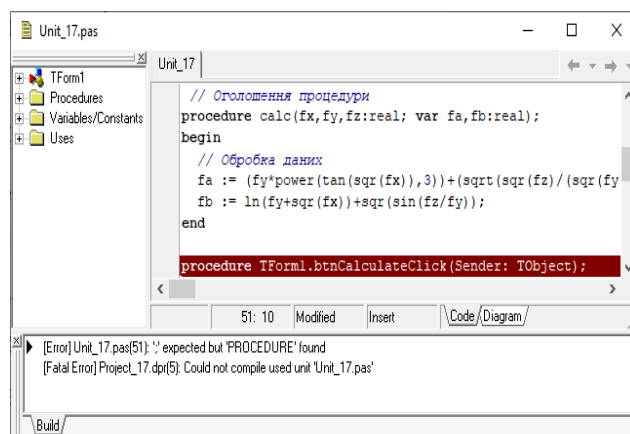 Unit_17.pas
TForm1
Procedures
Variables/Constants
Uses
Unit_17
// Оголошення процедури
procedure calc(fx,fy,fz:real; var fa,fb:real);
begin
// Обробка даних
fa := (fy*power(tan(sqr(fx)),3))+(sqrt(sqr(fz)/(sqr(fy
fb := ln(fy+sqr(fx))+sqr(sin(fz/fy));
end
procedure TForm1.btnCalculateClick(Sender: TObject);
51: 10 Modified Insert Code Diagram
[Error] Unit_17.pas(51): ';' expected but 'PROCEDURE' found
[Fatal Error] Project_17.dpr(5): Could not compile used unit 'Unit_17.pas'
Build